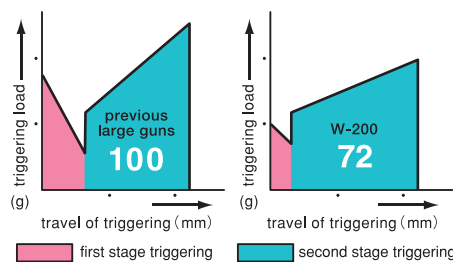 triggering load
previous
large guns
100
(g)
travel of triggering (mm)
triggering load
W-200
72
(g)
travel of triggering (mm)
first stage triggering
second stage triggering